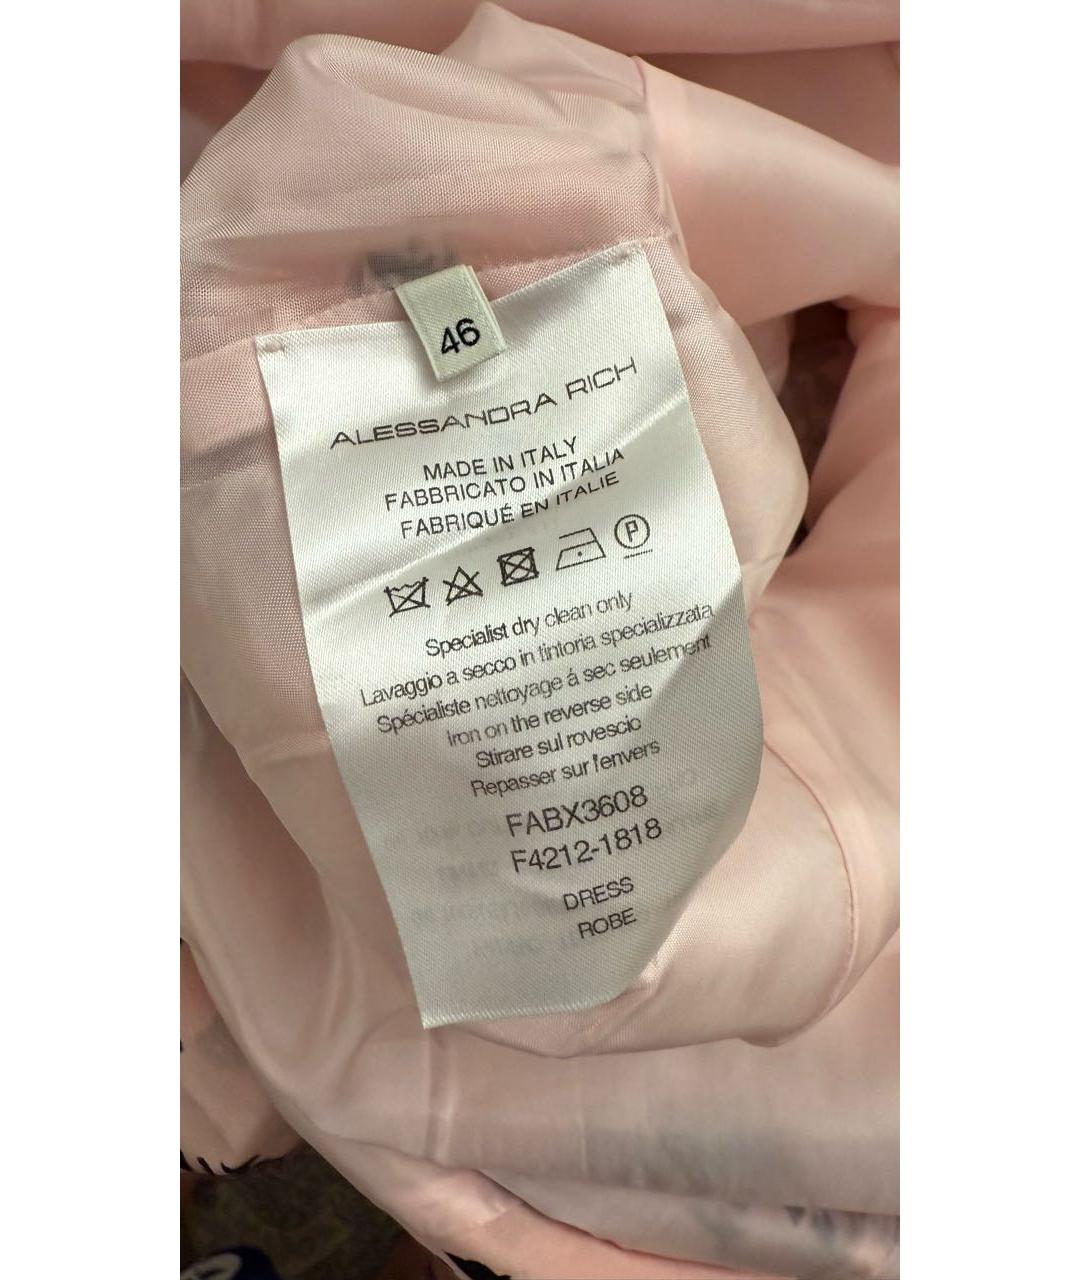 46
ALESSANDRA RICH
MADE IN ITALY
FABBRICATO IN ITALIA
FABRIQUÉ EN ITALIE
P
Specialist dry clean only
Lavaggio a secco in tintoria specializzata
Spécialiste nettoyage á sec seulement
Iron on the reverse side
Stirare sul rovescio
Repasser sur l'envers
FABX3608
F4212-1818
DRESS
ROBE